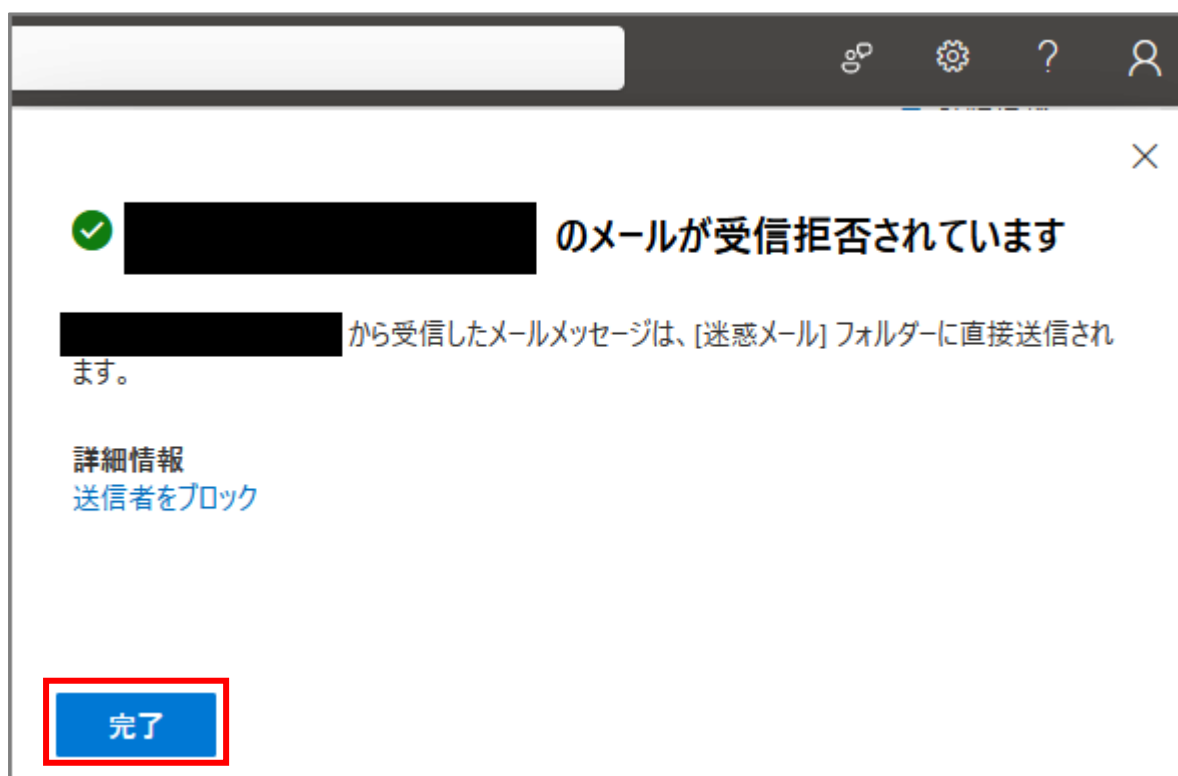 のメールが受信拒否されています
から受信したメールメッセージは、[迷惑メール] フォルダーに直接送信され
ます。
詳細情報
送信者をブロック
完了